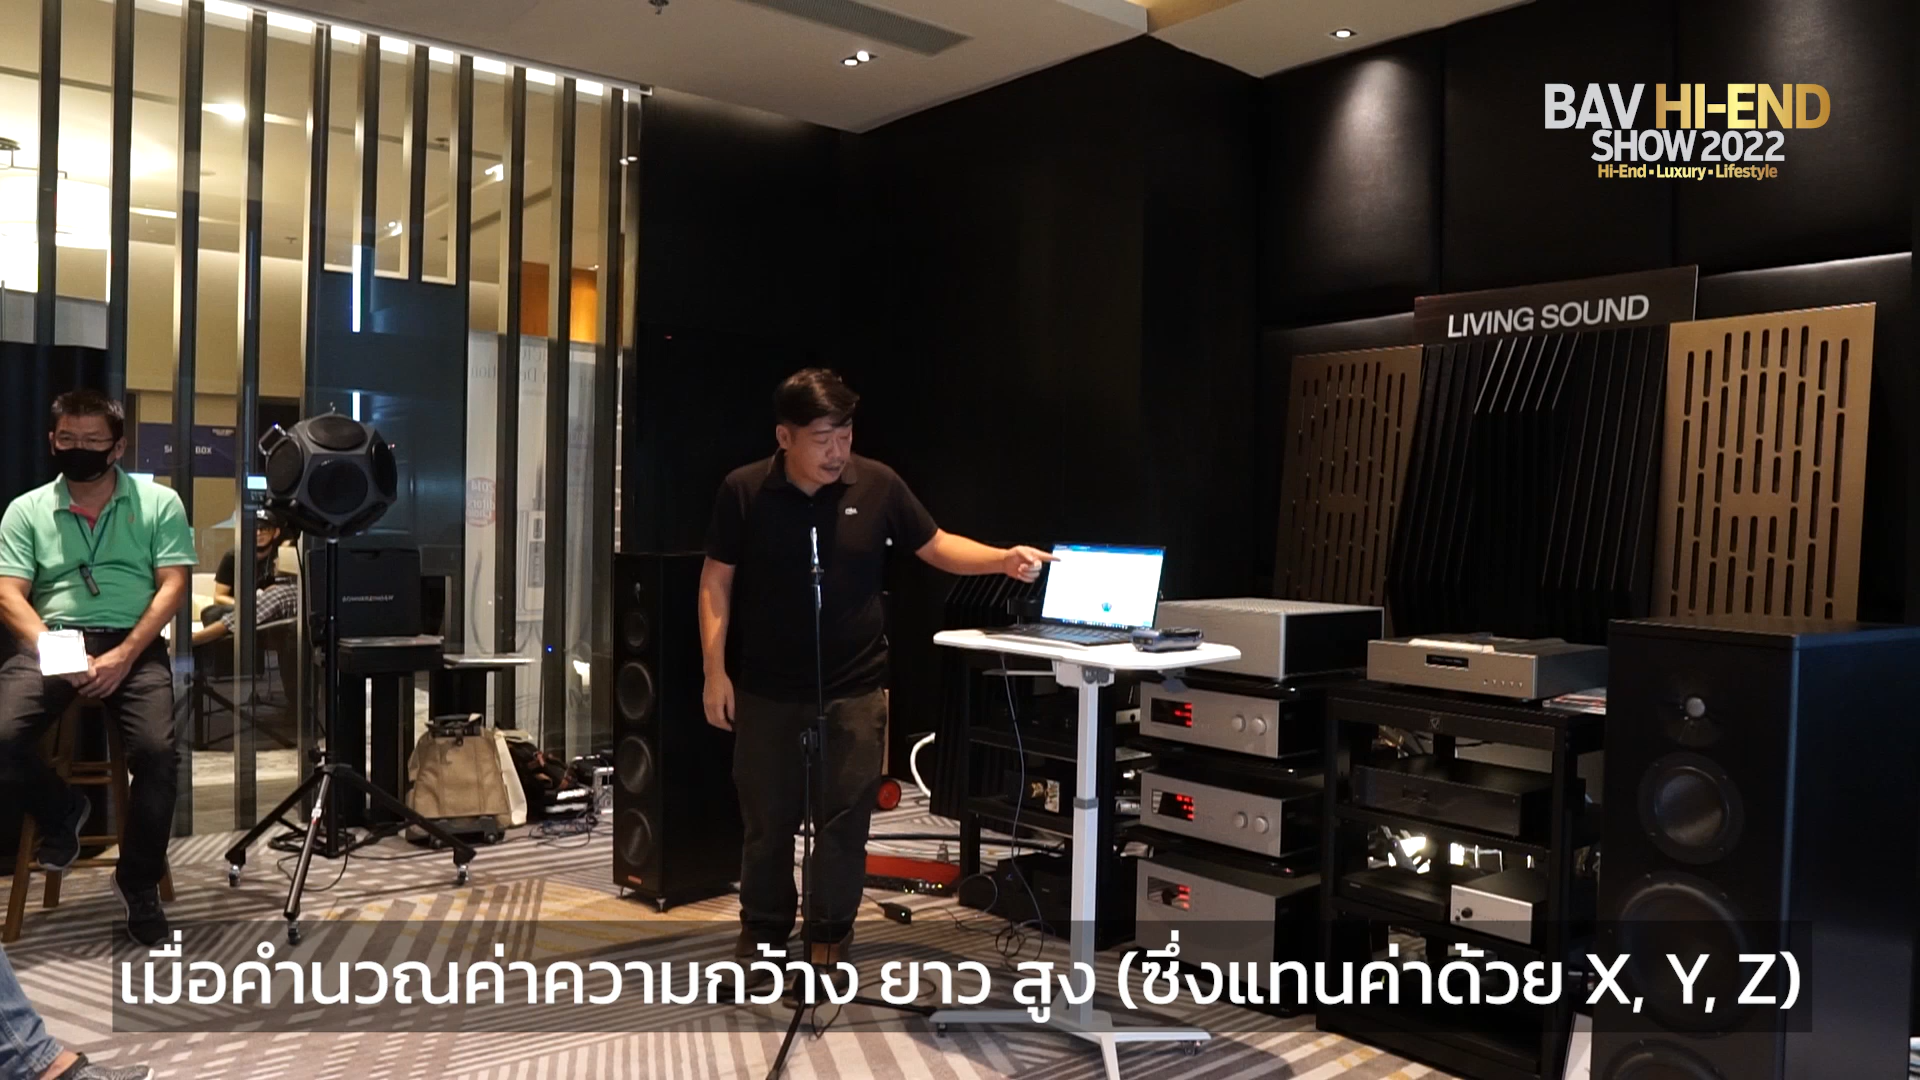 BAV HI-END
SHOW 2022
Hi-End • Luxury • Lifestyle
LIVING SOUND
BOX
2014
เมื่อคำนวณค่าความกว้าง ยาว สูง (ซึ่งแทนค่าด้วย X, Y, Z)